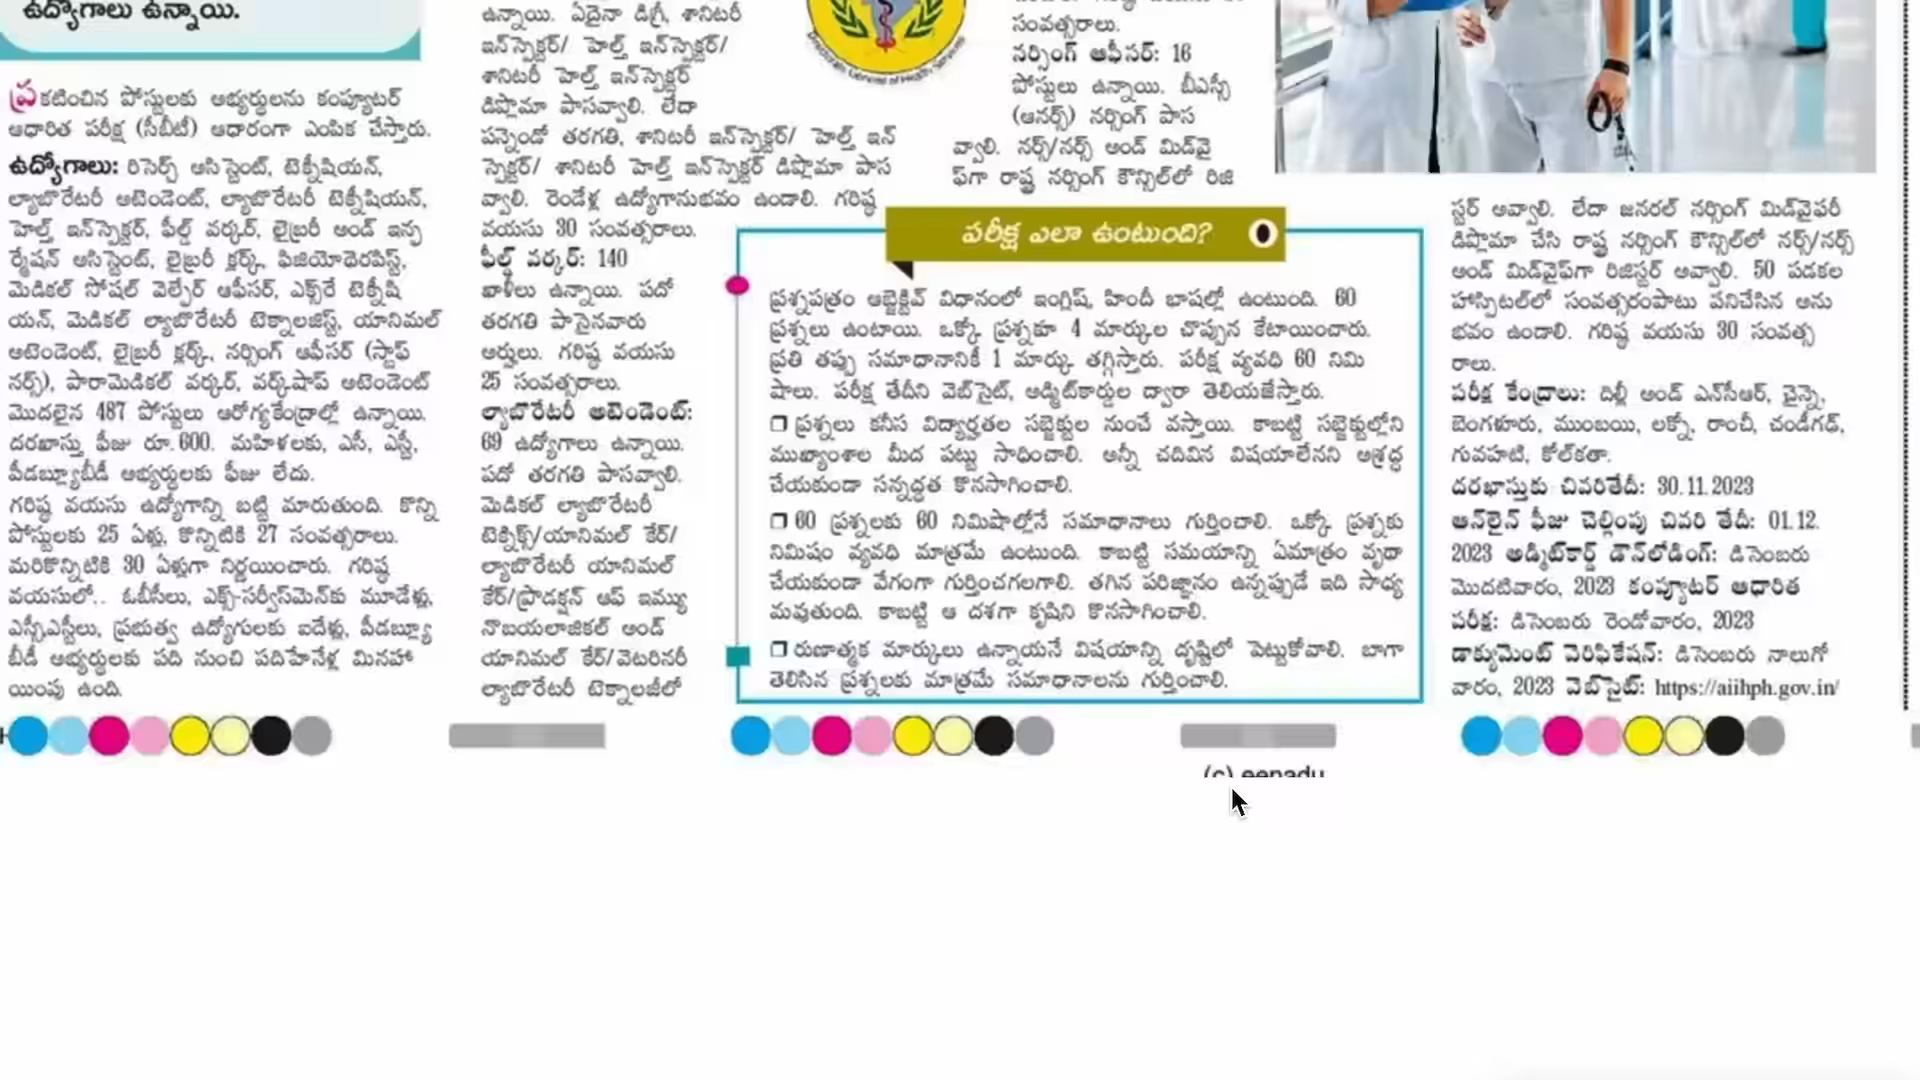 ఉద్యోగాలు ఉన్నాయి.
ప్రకటించిన పోస్టులకు అభ్యర్థులను కంప్యూటర్
ఆధారిత పరీక్ష (సీబీటీ) ఆధారంగా ఎంపిక చేస్తారు.
ఉద్యోగాలు: రిసెర్చ్ అసిస్టెంట్, టెక్నీషియన్,
ల్యాబొరేటరీ అటెండెంట్, ల్యాబొరేటరీ టెక్నీషియన్,
హెల్త్ ఇన్‌స్పెక్టర్, ఫీల్డ్ వర్కర్, లైబ్రరీ అండ్ ఇన్ఫ
ర్మేషన్ అసిస్టెంట్, లైబ్రరీ క్లర్క్, ఫిజియోథెరపిస్ట్,
మెడికల్ సోషల్ వెల్ఫేర్ ఆఫీసర్, ఎక్స్‌రే టెక్నీషి
యన్, మెడికల్ ల్యాబొరేటరీ టెక్నాలజిస్ట్, యానిమల్
అటెండెంట్, లైబ్రరీ క్లర్క్, నర్సింగ్ ఆఫీసర్ (స్టాఫ్
నర్స్), పారామెడికల్ వర్కర్, వర్క్‌షాప్ అటెండెంట్
మొదలైన 487 పోస్టులు ఆరోగ్యకేంద్రాల్లో ఉన్నాయి.
దరఖాస్తు ఫీజు రూ.600. మహిళలకు, ఎసీ, ఎస్టీ,
పీడబ్ల్యూబీడీ అభ్యర్థులకు ఫీజు లేదు.
గరిష్ఠ వయసు ఉద్యోగాన్ని బట్టి మారుతుంది. కొన్ని
పోస్టులకు 25 ఏళ్లు, కొన్నిటికి 27 సంవత్సరాలు.
మరికొన్నిటికి 30 ఏళ్లుగా నిర్ణయించారు. గరిష్ఠ
వయసులో.. ఓబీసీలు, ఎక్స్-సర్వీస్‌మెన్‌కు మూడేళ్లు,
ఎస్సీఎస్టీలు, ప్రభుత్వ ఉద్యోగులకు ఐదేళ్లు, పీడబ్ల్యూ
బీడీ అభ్యర్థులకు పది నుంచి పదిహేనేళ్ల మినహా
యింపు ఉంది.
ఉన్నాయి. ఏదైనా డిగ్రీ, శానిటరీ
ఇన్‌స్పెక్టర్/ హెల్త్ ఇన్‌స్పెక్టర్/
శానిటరీ హెల్త్ ఇన్‌స్పెక్టర్
డిప్లొమా పాసవ్వాలి. లేదా
పన్నెండో తరగతి, శానిటరీ ఇన్‌స్పెక్టర్/ హెల్త్ ఇన్
స్పెక్టర్/ శానిటరీ హెల్త్ ఇన్‌స్పెక్టర్ డిప్లొమా పాస
వ్వాలి. రెండేళ్ల ఉద్యోగానుభవం ఉండాలి. గరిష్ఠ
వయసు 30 సంవత్సరాలు.
ఫీల్డ్ వర్కర్: 140
ఖాళీలు ఉన్నాయి. పదో
తరగతి పాసైనవారు
అర్హులు. గరిష్ఠ వయసు
25 సంవత్సరాలు.
ల్యాబొరేటరీ అటెండెంట్:
69 ఉద్యోగాలు ఉన్నాయి.
పదో తరగతి పాసవ్వాలి.
మెడికల్ ల్యాబొరేటరీ
టెక్నిక్స్/యానిమల్ కేర్/
ల్యాబొరేటరీ యానిమల్
కేర్/ప్రొడక్షన్ ఆఫ్ ఇమ్యు
నొబయలాజికల్ అండ్
యానిమల్ కేర్/వెటరినరీ
ల్యాబొరేటరీ టెక్నాలజీలో
Directorate General of Health Services
సంవత్సరాలు.
నర్సింగ్ ఆఫీసర్: 16
పోస్టులు ఉన్నాయి. బీఎస్సీ
(ఆనర్స్) నర్సింగ్ పాస
వ్వాలి. నర్స్/నర్స్ అండ్ మిడ్‌వై
ఫ్‌గా రాష్ట్ర నర్సింగ్ కౌన్సిల్‌లో రిజి
పరీక్ష ఎలా ఉంటుంది?
ప్రశ్నపత్రం ఆబ్జెక్టివ్ విధానంలో ఇంగ్లిష్, హిందీ భాషల్లో ఉంటుంది. 60
ప్రశ్నలు ఉంటాయి. ఒక్కో ప్రశ్నకూ 4 మార్కుల చొప్పున కేటాయించారు.
ప్రతి తప్పు సమాధానానికీ 1 మార్కు తగ్గిస్తారు. పరీక్ష వ్యవధి 60 నిమి
షాలు. పరీక్ష తేదీని వెబ్‌సైట్, అడ్మిట్‌కార్డుల ద్వారా తెలియజేస్తారు.
❒ ప్రశ్నలు కనీస విద్యార్హతల సబ్జెక్టుల నుంచే వస్తాయి. కాబట్టి సబ్జెక్టుల్లోని
ముఖ్యాంశాల మీద పట్టు సాధించాలి. అన్నీ చదివిన విషయాలేనని అశ్రద్ధ
చేయకుండా సన్నద్ధత కొనసాగించాలి.
❒ 60 ప్రశ్నలకు 60 నిమిషాల్లోనే సమాధానాలు గుర్తించాలి. ఒక్కో ప్రశ్నకు
నిమిషం వ్యవధి మాత్రమే ఉంటుంది. కాబట్టి సమయాన్ని ఏమాత్రం వృథా
చేయకుండా వేగంగా గుర్తించగలగాలి. తగిన పరిజ్ఞానం ఉన్నప్పుడే ఇది సాధ్య
మవుతుంది. కాబట్టి ఆ దశగా కృషిని కొనసాగించాలి.
❒ రుణాత్మక మార్కులు ఉన్నాయనే విషయాన్ని దృష్టిలో పెట్టుకోవాలి. బాగా
తెలిసిన ప్రశ్నలకు మాత్రమే సమాధానాలను గుర్తించాలి.
స్టర్ అవ్వాలి. లేదా జనరల్ నర్సింగ్ మిడ్‌వైఫరీ
డిప్లొమా చేసి రాష్ట్ర నర్సింగ్ కౌన్సిల్‌లో నర్స్/నర్స్
అండ్ మిడ్‌వైఫ్‌గా రిజిస్టర్ అవ్వాలి. 50 పడకల
హాస్పిటల్‌లో సంవత్సరంపాటు పనిచేసిన అను
భవం ఉండాలి. గరిష్ఠ వయసు 30 సంవత్స
రాలు.
పరీక్ష కేంద్రాలు: దిల్లీ అండ్ ఎన్‌సీఆర్, చైన్నై,
బెంగళూరు, ముంబయి, లక్నో, రాంచీ, చండీగఢ్,
గువహటి, కోల్‌కతా.
దరఖాస్తుకు చివరితేదీ: 30.11.2023
ఆన్‌లైన్ ఫీజు చెల్లింపు చివరి తేదీ: 01.12.
2023 అడ్మిట్‌కార్డ్ డౌన్‌లోడింగ్: డిసెంబరు
మొదటివారం, 2023 కంప్యూటర్ ఆధారిత
పరీక్ష: డిసెంబరు రెండోవారం, 2023
డాక్యుమెంట్ వెరిఫికేషన్: డిసెంబరు నాలుగో
వారం, 2023 వెబ్‌సైట్: https://aiihph.gov.in/
(c) eenadu